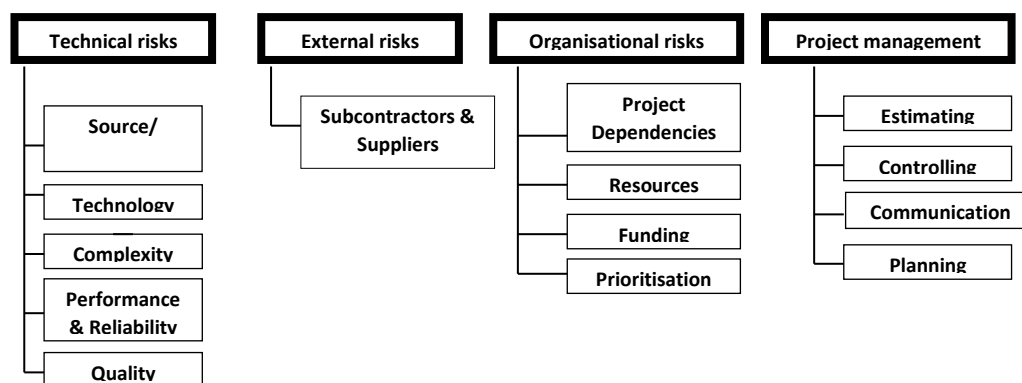 Technical risks
Source/
Technology
Complexity
Performance
& Reliability
Quality
External risks
Subcontractors &
Suppliers
Organisational risks
Project
Dependencies
Resources
Funding
Prioritisation
Project management
Estimating
Controlling
Communication
Planning